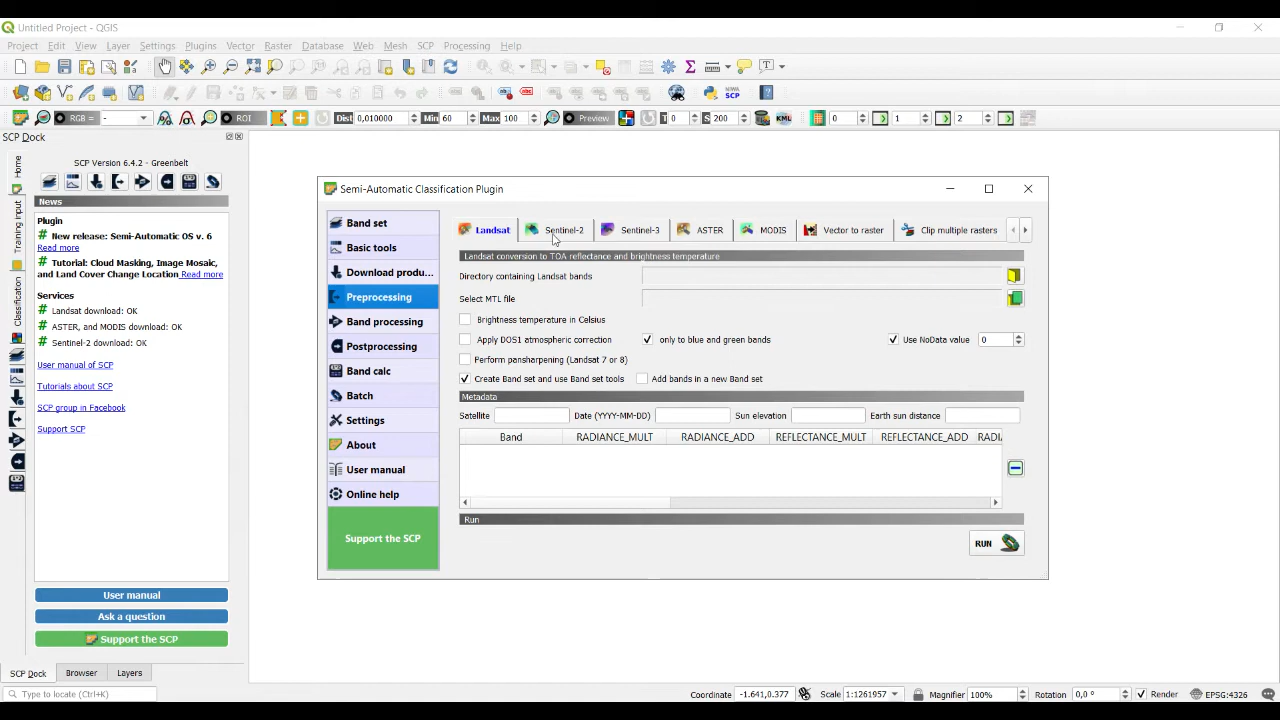 Untitled Project - QGIS
Project Edit View Layer Settings Plugins Vector Raster Database Web Mesh SCP Processing Help
RGB = - ROI Dist 0,010000 Min 60 Max 100 Preview T 0 S 200 KML 0 1 2
SCP Dock
SCP Version 6.4.2 - Greenbelt
News
Plugin
# New release: Semi-Automatic OS v. 6
Read more
# Tutorial: Cloud Masking, Image Mosaic,
and Land Cover Change Location Read more
Services
# Landsat download: OK
# ASTER, and MODIS download: OK
# Sentinel-2 download: OK
User manual of SCP
Tutorials about SCP
SCP group in Facebook
Support SCP
Home
Training input
Classification
User manual
Ask a question
Support the SCP
SCP Dock Browser Layers
Semi-Automatic Classification Plugin
Band set
Basic tools
Download produ...
Preprocessing
Band processing
Postprocessing
Band calc
Batch
Settings
About
User manual
Online help
Support the SCP
Landsat Sentinel-2 Sentinel-3 ASTER MODIS Vector to raster Clip multiple rasters
Landsat conversion to TOA reflectance and brightness temperature
Directory containing Landsat bands
Select MTL file
Brightness temperature in Celsius
Apply DOS1 atmospheric correction only to blue and green bands Use NoData value 0
Perform pansharpening (Landsat 7 or 8)
Create Band set and use Band set tools Add bands in a new Band set
Metadata
Satellite Date (YYYY-MM-DD) Sun elevation Earth sun distance
Band RADIANCE_MULT RADIANCE_ADD REFLECTANCE_MULT REFLECTANCE_ADD RADIA
Run
RUN
Type to locate (Ctrl+K) Coordinate -1.641,0.377 Scale 1:1261957 Magnifier 100% Rotation 0,0 ° Render EPSG:4326